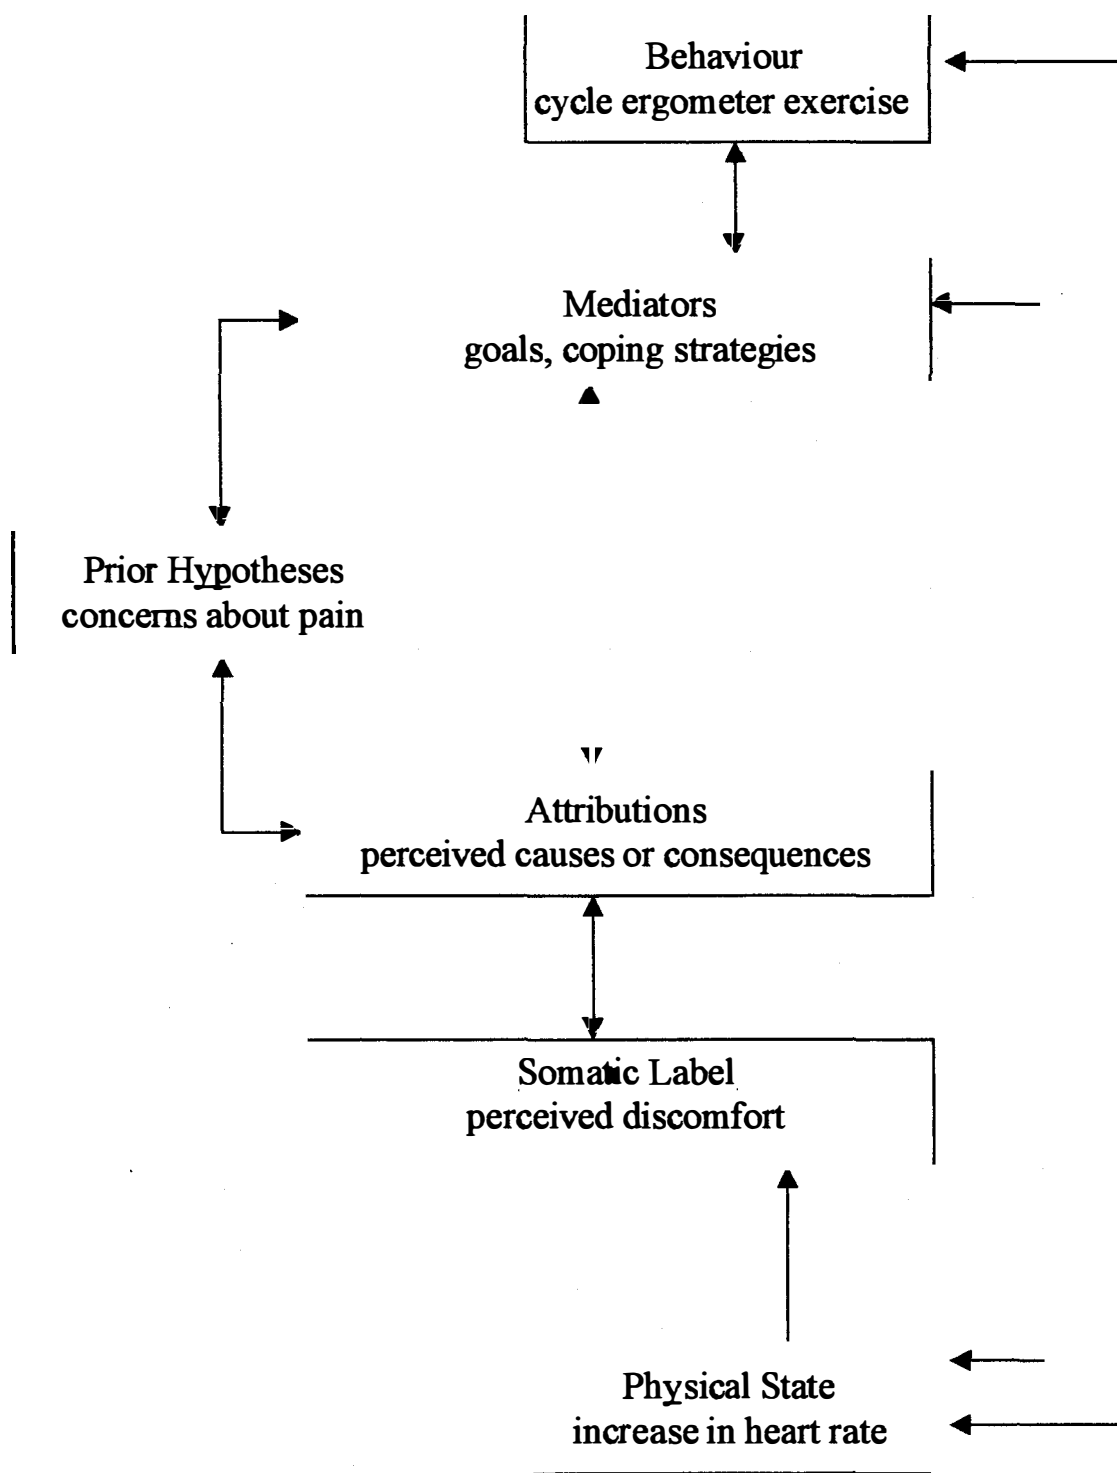 Behaviour
cycle ergometer exercise
Mediators
goals, coping strategies
Prior Hypotheses
concerns about pain
Attributions
perceived causes or consequences
Somatic Label
perceived discomfort
Physical State
increase in heart rate